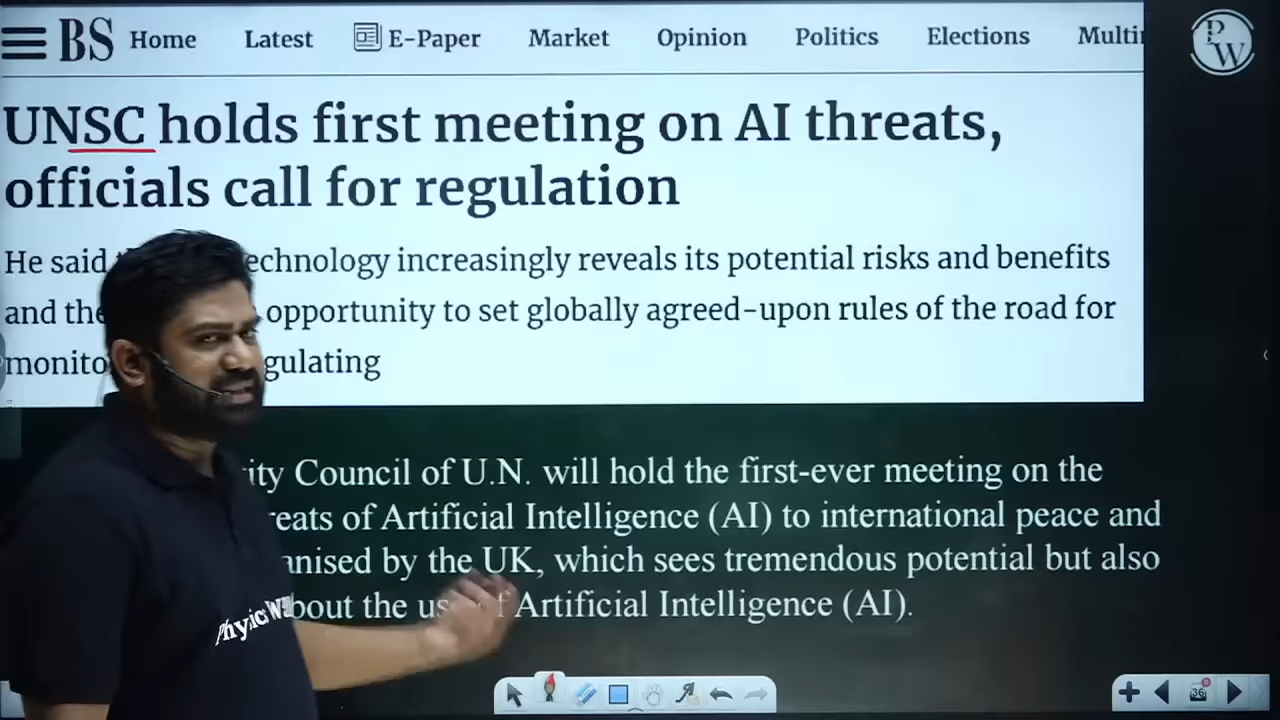 BS Home Latest E-Paper Market Opinion Politics Elections
P W
UNSC holds first meeting on AI threats,
officials call for regulation
He said echnology increasingly reveals its potential risks and benefits
and the opportunity to set globally agreed-upon rules of the road for
monito gulating
ity Council of U.N. will hold the first-ever meeting on the
reats of Artificial Intelligence (AI) to international peace and
anised by the UK, which sees tremendous potential but also
bout the us f Artificial Intelligence (AI).
Physics W
36